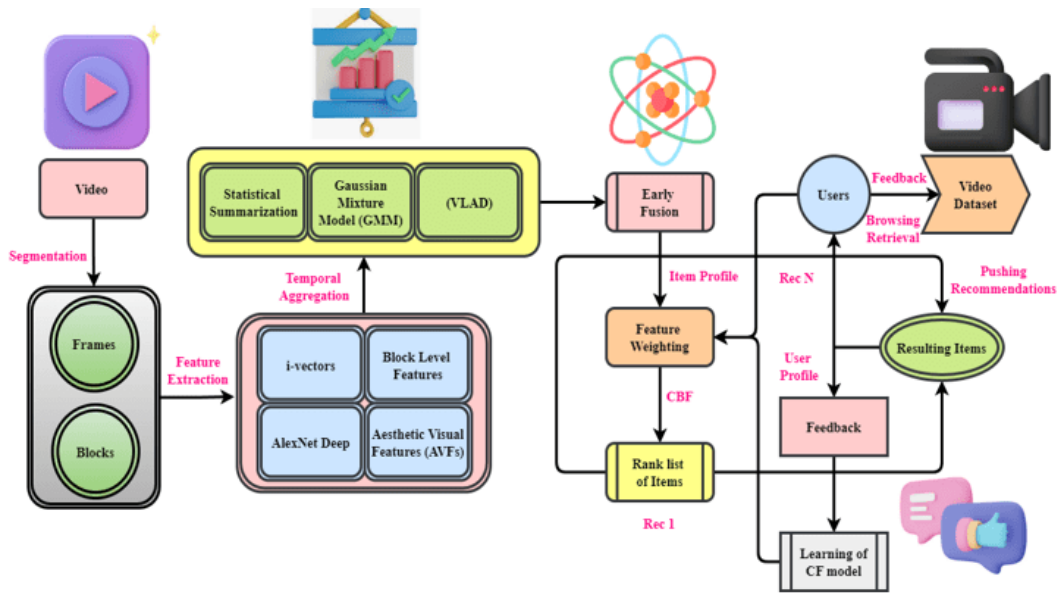 Video
Segmentation
Frames
Blocks
Feature
Extraction
Statistical
Summarization
Gaussian
Mixture
Model (GMM)
(VLAD)
Temporal
Aggregation
i-vectors
Block Level
Features
AlexNet Deep
Aesthetic Visual
Features (AVFs)
Early
Fusion
Item Profile
Feature
Weighting
CBF
Rank list
of Items
Rec 1
Users
Feedback
Browsing
Retrieval
Video
Dataset
Rec N
Pushing
Recommendations
Resulting Items
User
Profile
Feedback
Learning of
CF model